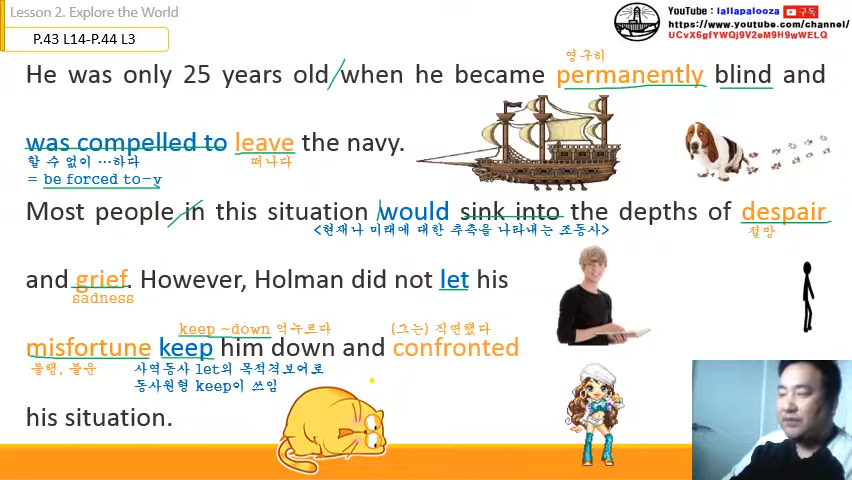 Lesson 2. Explore the World
YouTube : lallapalooza 구독
https://www.youtube.com/channel/
UCvX6gfYWQj9V2eM9H9wWELQ
P.43 L14-P.44 L3
영구히
He was only 25 years old when he became permanently blind and
was compelled to leave the navy.
할 수 없이 …하다
떠나다
= be forced to-v
Most people in this situation would sink into the depths of despair
<현재나 미래에 대한 추측을 나타내는 조동사>
절망
and grief. However, Holman did not let his
sadness
keep ~down 억누르다
(그는) 직면했다
misfortune keep him down and confronted
불행, 불운
사역동사 let의 목적격보어로
동사원형 keep이 쓰임
his situation.